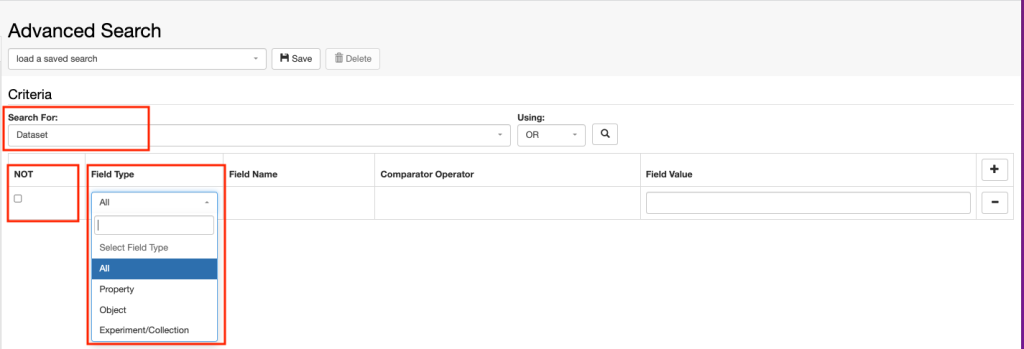 Advanced Search
load a saved search Save Delete
Criteria
Search For: Using:
Dataset OR
NOT Field Type Field Name Comparator Operator Field Value
All
Select Field Type
All
Property
Object
Experiment/Collection